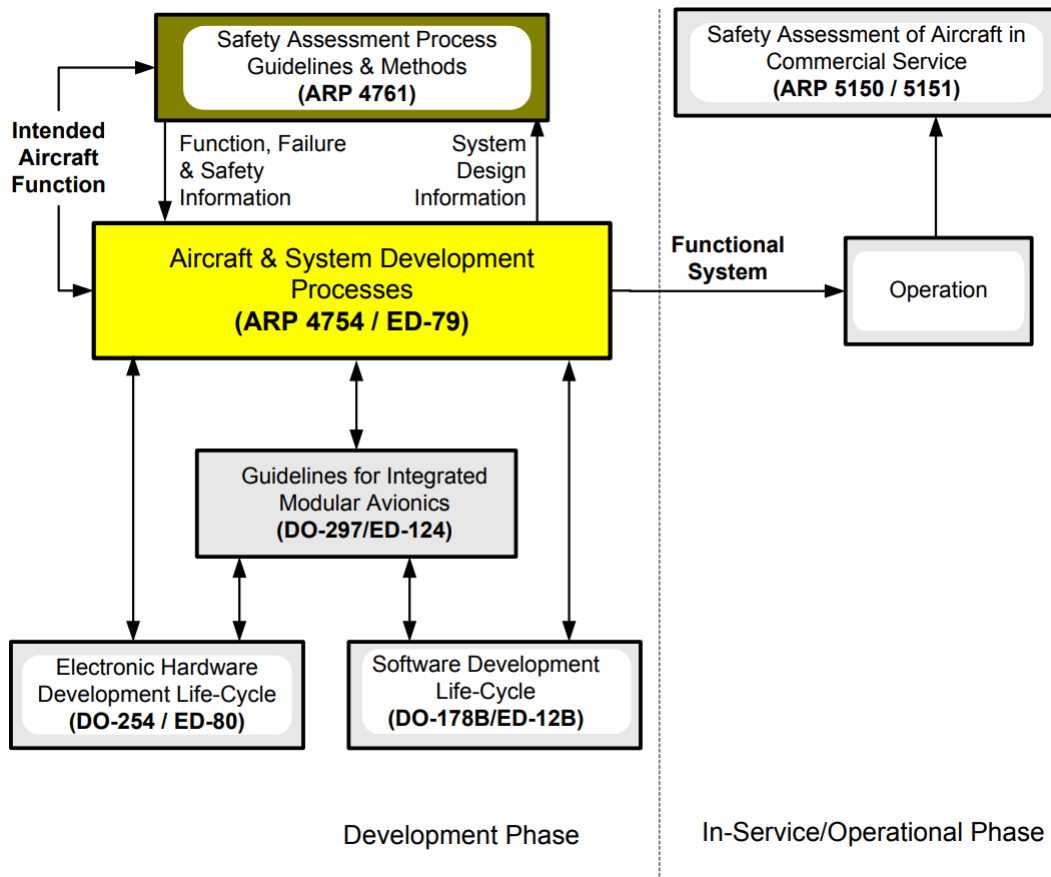 Safety Assessment Process
Guidelines & Methods
(ARP 4761)
Safety Assessment of Aircraft in
Commercial Service
(ARP 5150 / 5151)
Intended
Aircraft
Function
Function, Failure
& Safety
Information
System
Design
Information
Aircraft & System Development
Processes
(ARP 4754 / ED-79)
Functional
System
Operation
Guidelines for Integrated
Modular Avionics
(DO-297/ED-124)
Electronic Hardware
Development Life-Cycle
(DO-254 / ED-80)
Software Development
Life-Cycle
(DO-178B/ED-12B)
Development Phase
In-Service/Operational Phase